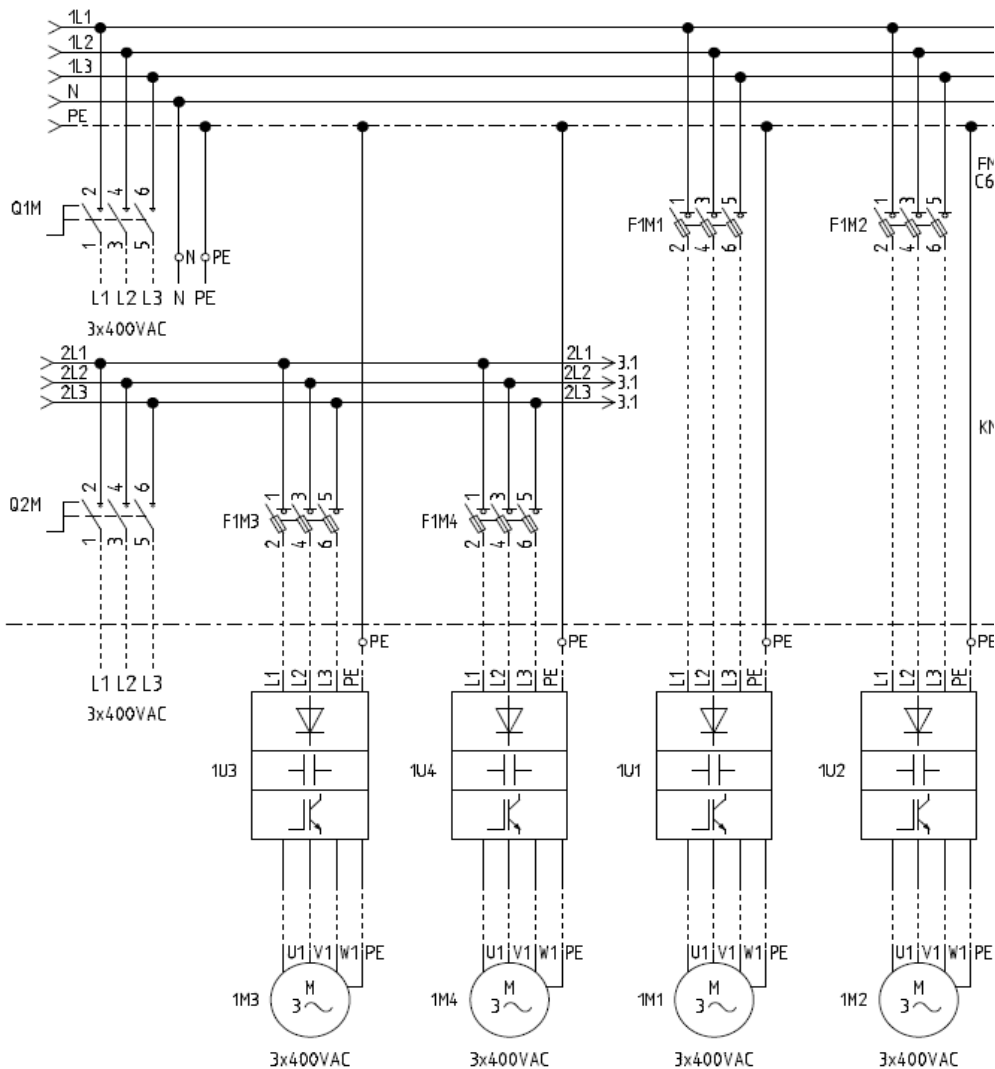 1L1
1L2
1L3
N
PE
FM
C6
2 4 6
1 3 5
1 3 5
Q1M
F1M1
F1M2
1 3 5
N PE
2 4 6
2 4 6
L1 L2 L3 N PE
3x400VAC
2L1 2L1 3.1
2L2 2L2 3.1
2L3 2L3 3.1
KM
2 4 6
1 3 5
1 3 5
Q2M
F1M3
F1M4
1 3 5
2 4 6
2 4 6
PE PE PE PE
L1 L2 L3
L1 L2 L3 PE
L1 L2 L3 PE
L1 L2 L3 PE
L1 L2 L3 PE
3x400VAC
1U3 1U4 1U1 1U2
U1 V1 W1 PE
U1 V1 W1 PE
U1 V1 W1 PE
U1 V1 W1 PE
1M3 M 3
1M4 M 3
1M1 M 3
1M2 M 3
3x400VAC 3x400VAC 3x400VAC 3x400VAC